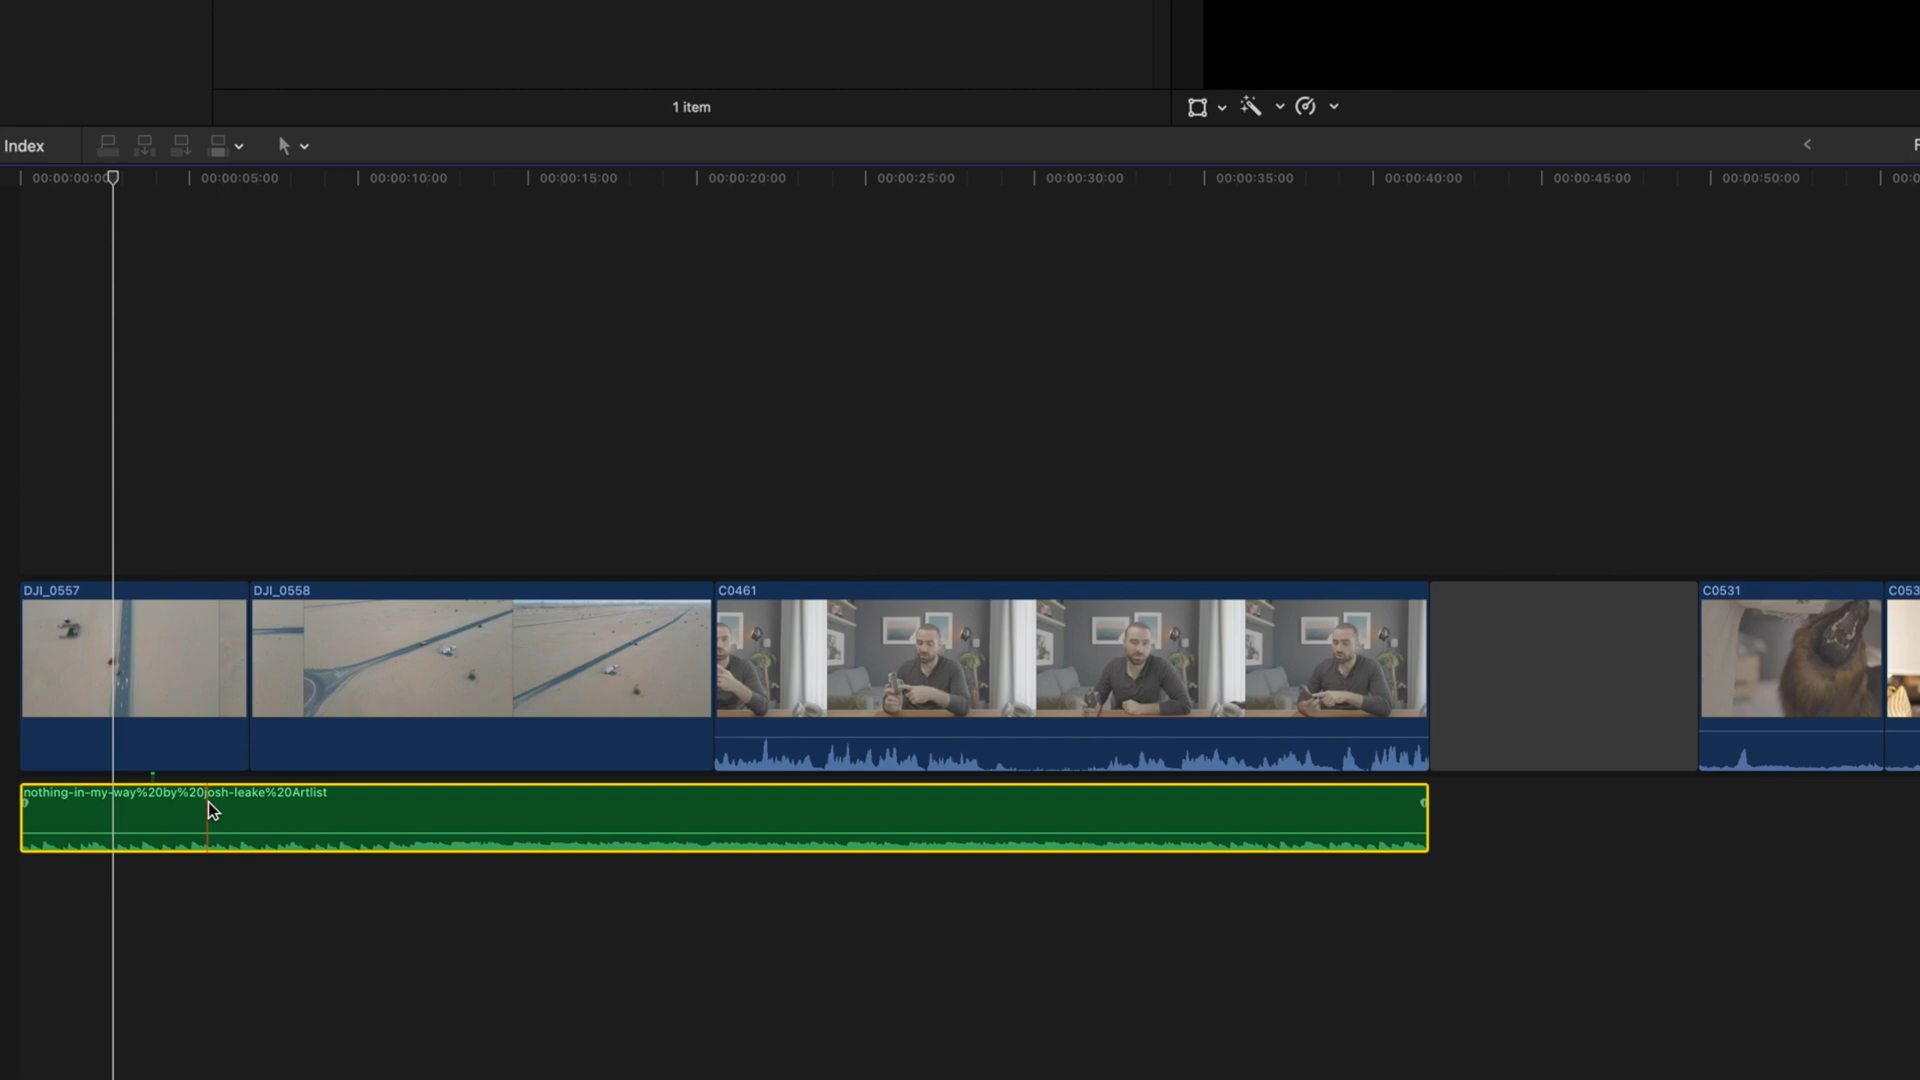 1 item
Index
00:00:00:00
00:00:05:00
00:00:10:00
00:00:15:00
00:00:20:00
00:00:25:00
00:00:30:00
00:00:35:00
00:00:40:00
00:00:45:00
00:00:50:00
00:0
DJI_0557
DJI_0558
C0461
C0531
C053
nothing-in-my-way%20by%20josh-leake%20Artlist